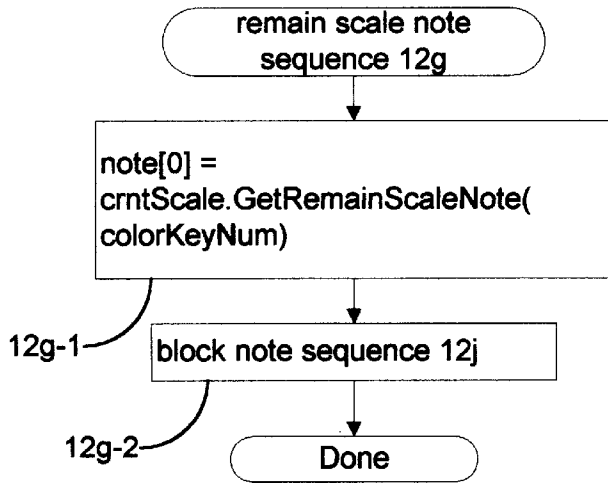 remain scale note
sequence 12g
note[0] =
crntScale.GetRemainScaleNote(
colorKeyNum)
12g-1
block note sequence 12j
12g-2
Done